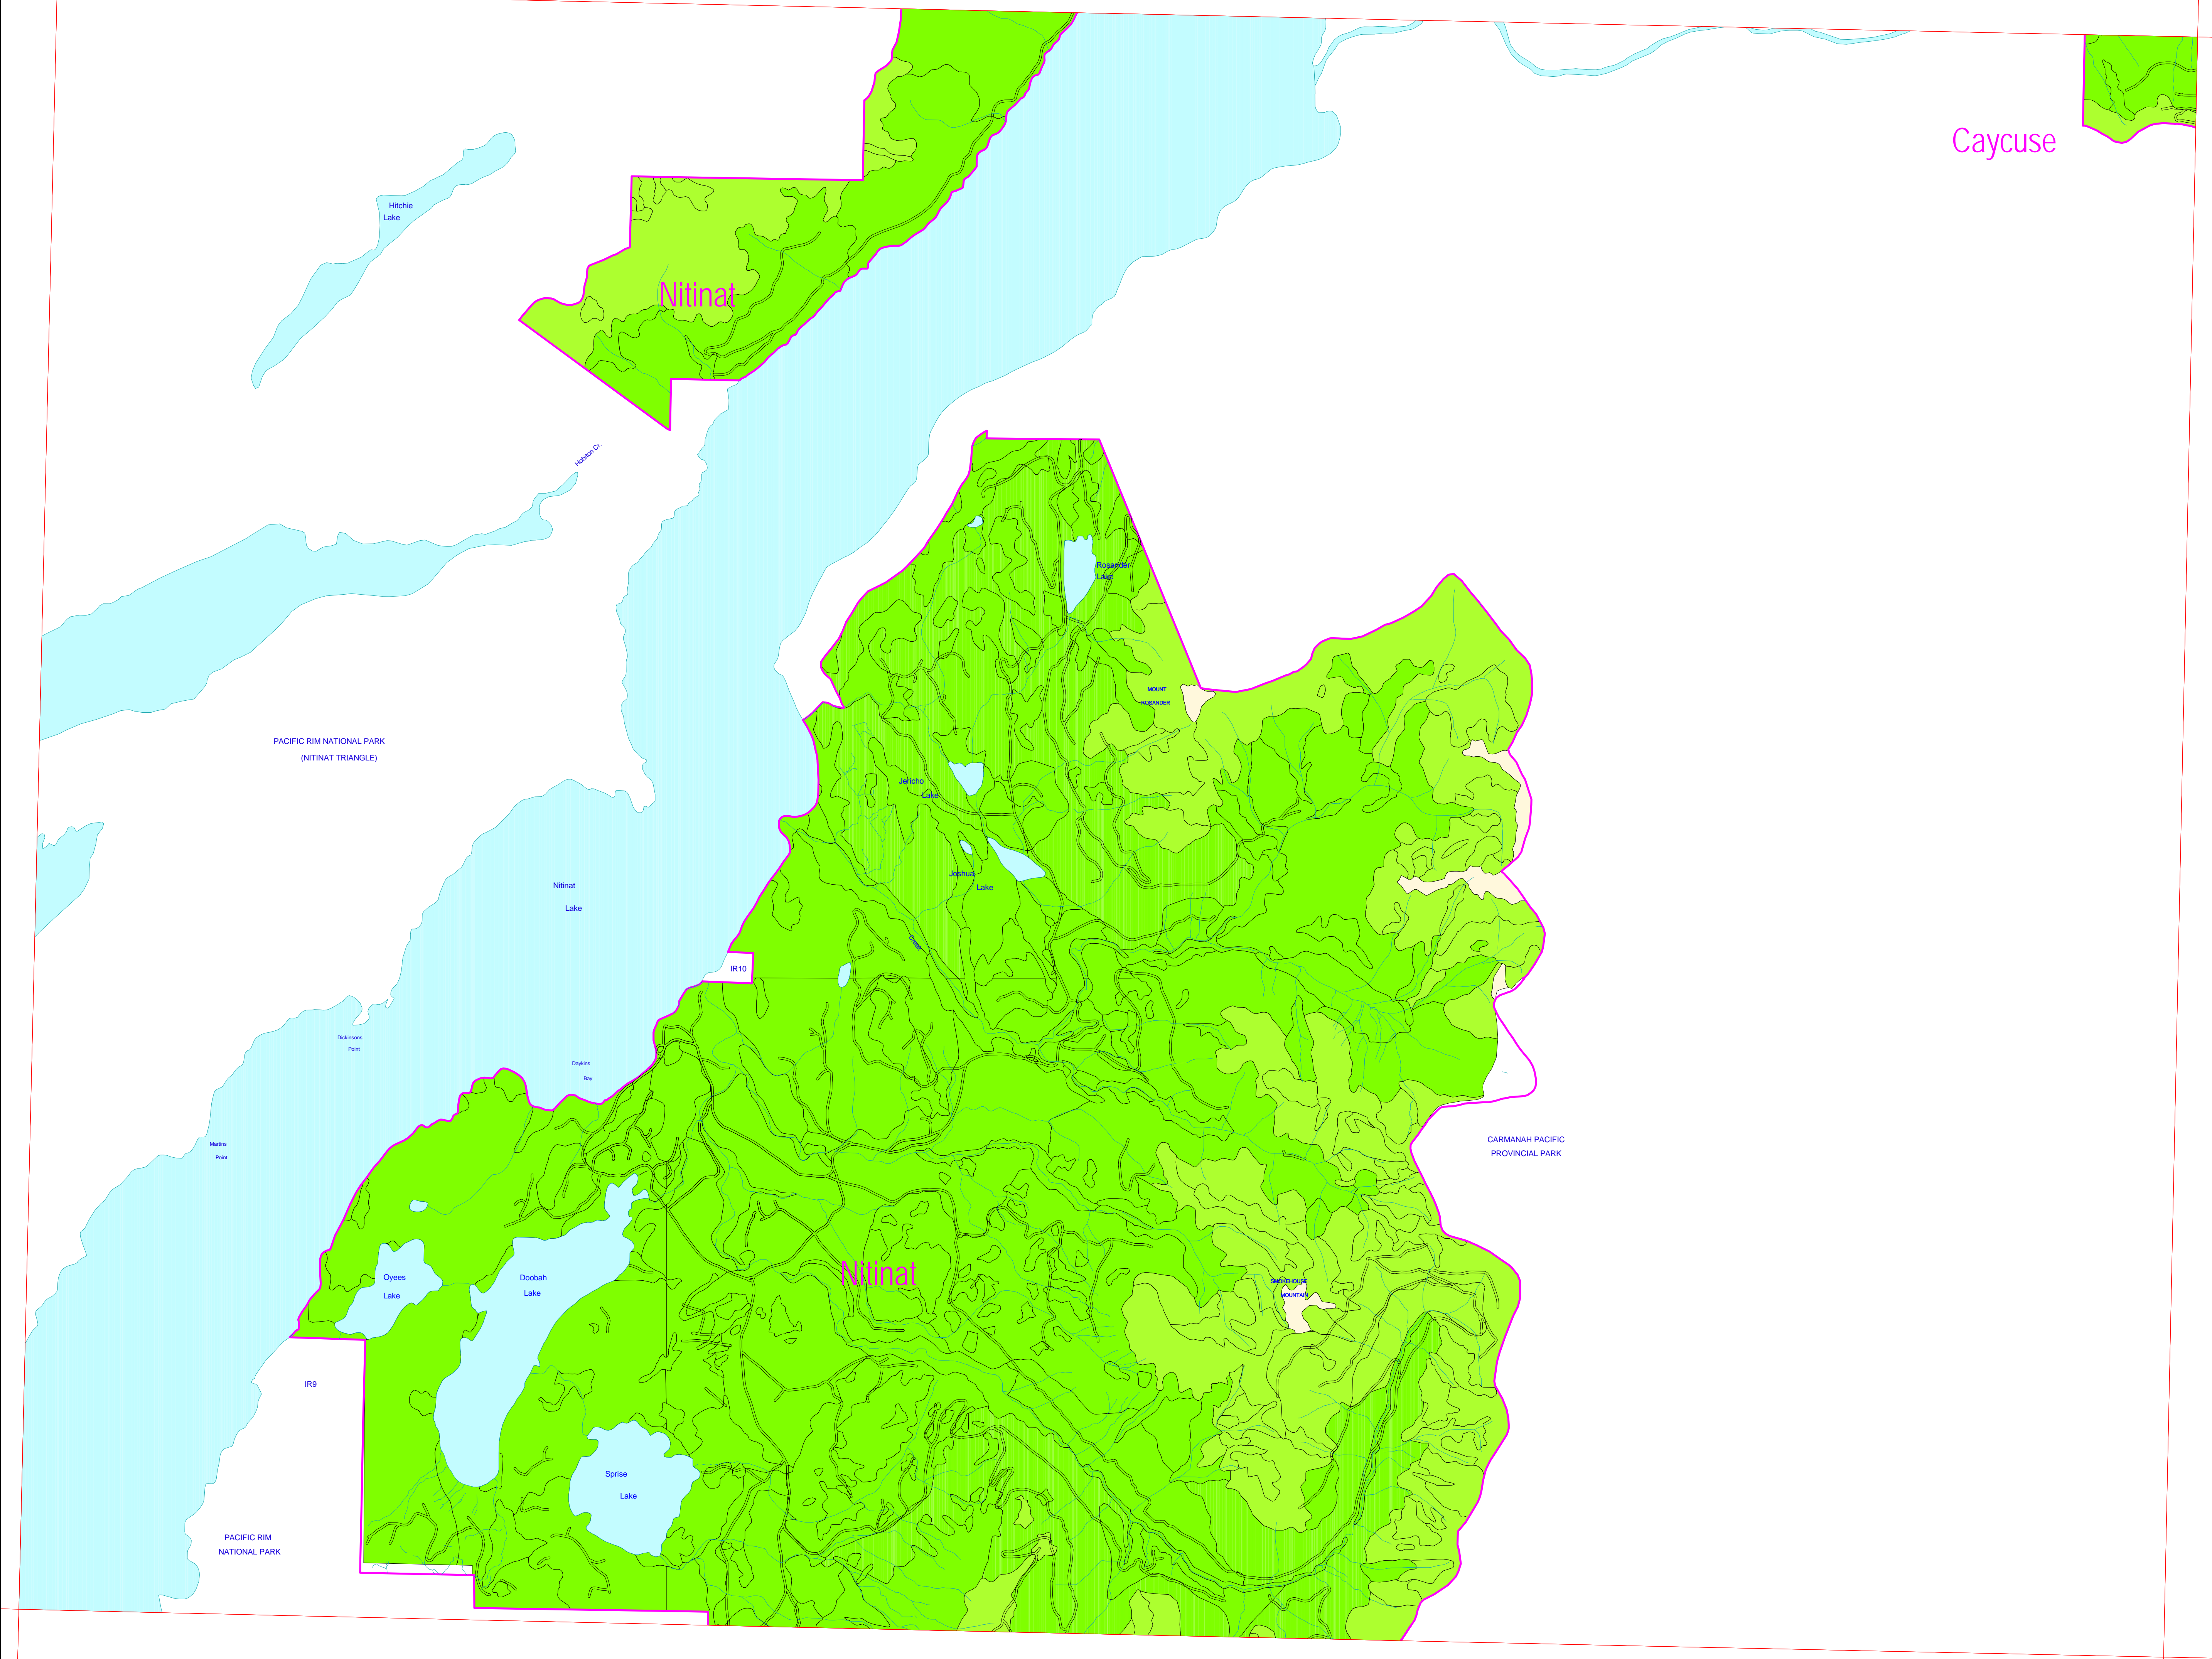 Caycuse
Hitchie
Lake
Nitinat
Hobiton Cr.
Rosander
Lake
MOUNT
ROSANDER
PACIFIC RIM NATIONAL PARK
(NITINAT TRIANGLE)
Jericho
Lake
Joshua
Lake
Nitinat
Lake
Creek
IR10
Dickinsons
Point
Daykins
Bay
Martins
Point
CARMANAH PACIFIC
PROVINCIAL PARK
Oyees
Lake
Doobah
Lake
Nitinat
SMOKEHOUSE
MOUNTAIN
IR9
Sprise
Lake
PACIFIC RIM
NATIONAL PARK